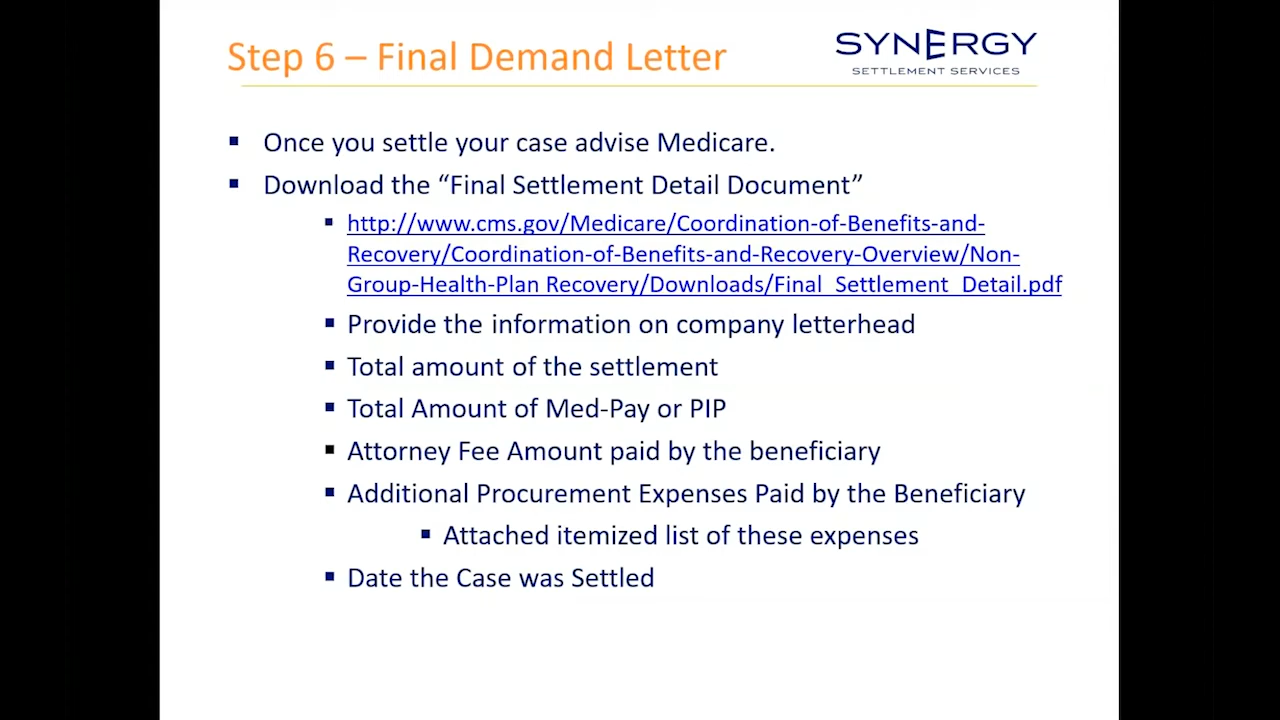 Step 6 – Final Demand Letter
SYNERGY
SETTLEMENT SERVICES
▪ Once you settle your case advise Medicare.
▪ Download the “Final Settlement Detail Document”
▪ http://www.cms.gov/Medicare/Coordination-of-Benefits-and-
Recovery/Coordination-of-Benefits-and-Recovery-Overview/Non-
Group-Health-Plan Recovery/Downloads/Final_Settlement_Detail.pdf
▪ Provide the information on company letterhead
▪ Total amount of the settlement
▪ Total Amount of Med-Pay or PIP
▪ Attorney Fee Amount paid by the beneficiary
▪ Additional Procurement Expenses Paid by the Beneficiary
▪ Attached itemized list of these expenses
▪ Date the Case was Settled